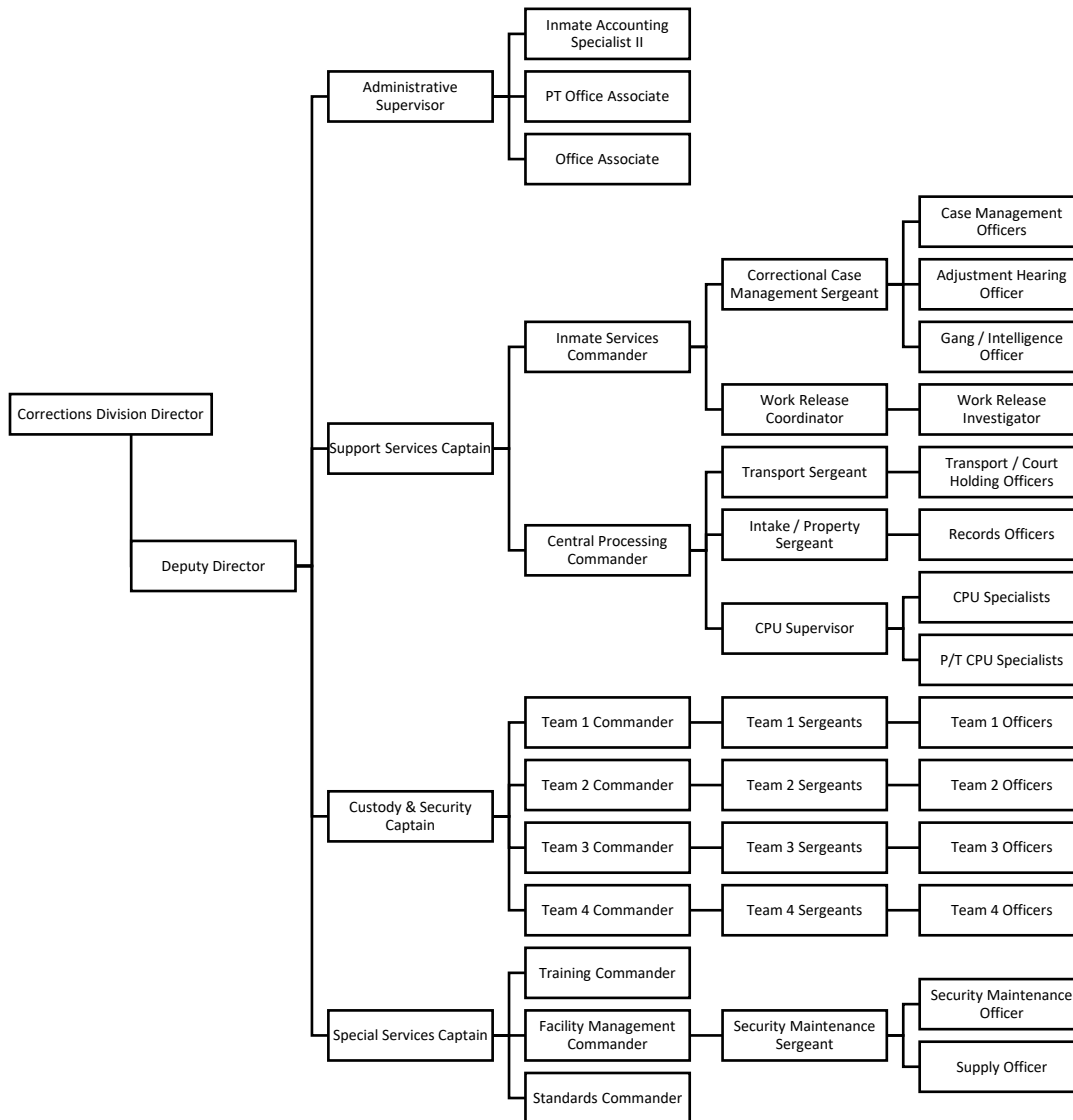 Inmate Accounting
Specialist II
Administrative
Supervisor
PT Office Associate
Office Associate
Case Management
Officers
Correctional Case
Management Sergeant
Adjustment Hearing
Officer
Inmate Services
Commander
Gang / Intelligence
Officer
Corrections Division Director
Work Release
Coordinator
Work Release
Investigator
Support Services Captain
Transport Sergeant
Transport / Court
Holding Officers
Central Processing
Commander
Intake / Property
Sergeant
Records Officers
Deputy Director
CPU Specialists
CPU Supervisor
P/T CPU Specialists
Team 1 Commander
Team 1 Sergeants
Team 1 Officers
Team 2 Commander
Team 2 Sergeants
Team 2 Officers
Custody & Security
Captain
Team 3 Commander
Team 3 Sergeants
Team 3 Officers
Team 4 Commander
Team 4 Sergeants
Team 4 Officers
Training Commander
Special Services Captain
Facility Management
Commander
Security Maintenance
Sergeant
Security Maintenance
Officer
Supply Officer
Standards Commander